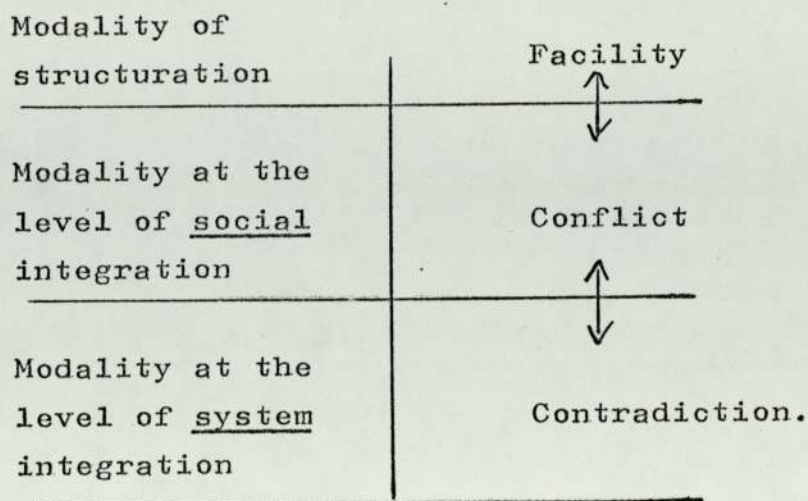 Modality of
structuration
Facility
Modality at the
level of social
integration
Conflict
Modality at the
level of system
integration
Contradiction.